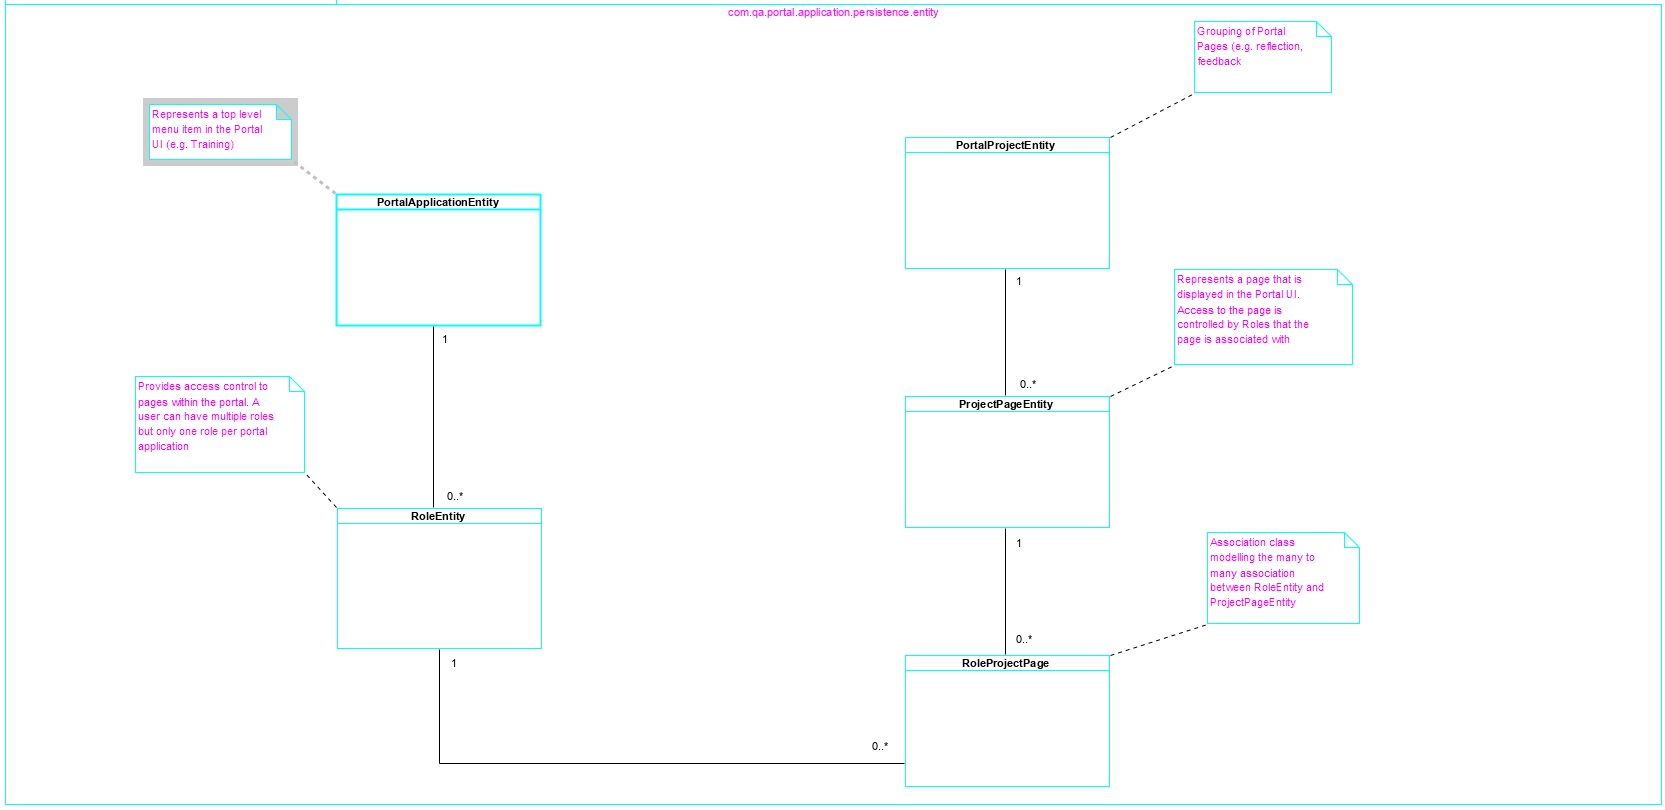 com.qa.portal.application.persistence.entity
Grouping of Portal
Pages (e.g. reflection,
feedback
Represents a top level
menu item in the Portal
UI (e.g. Training)
PortalProjectEntity
PortalApplicationEntity
1
Represents a page that is
displayed in the Portal UI.
Access to the page is
controlled by Roles that the
page is associated with
1
0..*
Provides access control to
pages within the portal. A
user can have multiple roles
but only one role per portal
application
ProjectPageEntity
0..*
RoleEntity
1
Association class
modelling the many to
many association
between RoleEntity and
ProjectPageEntity
0..*
1
RoleProjectPage
0..*